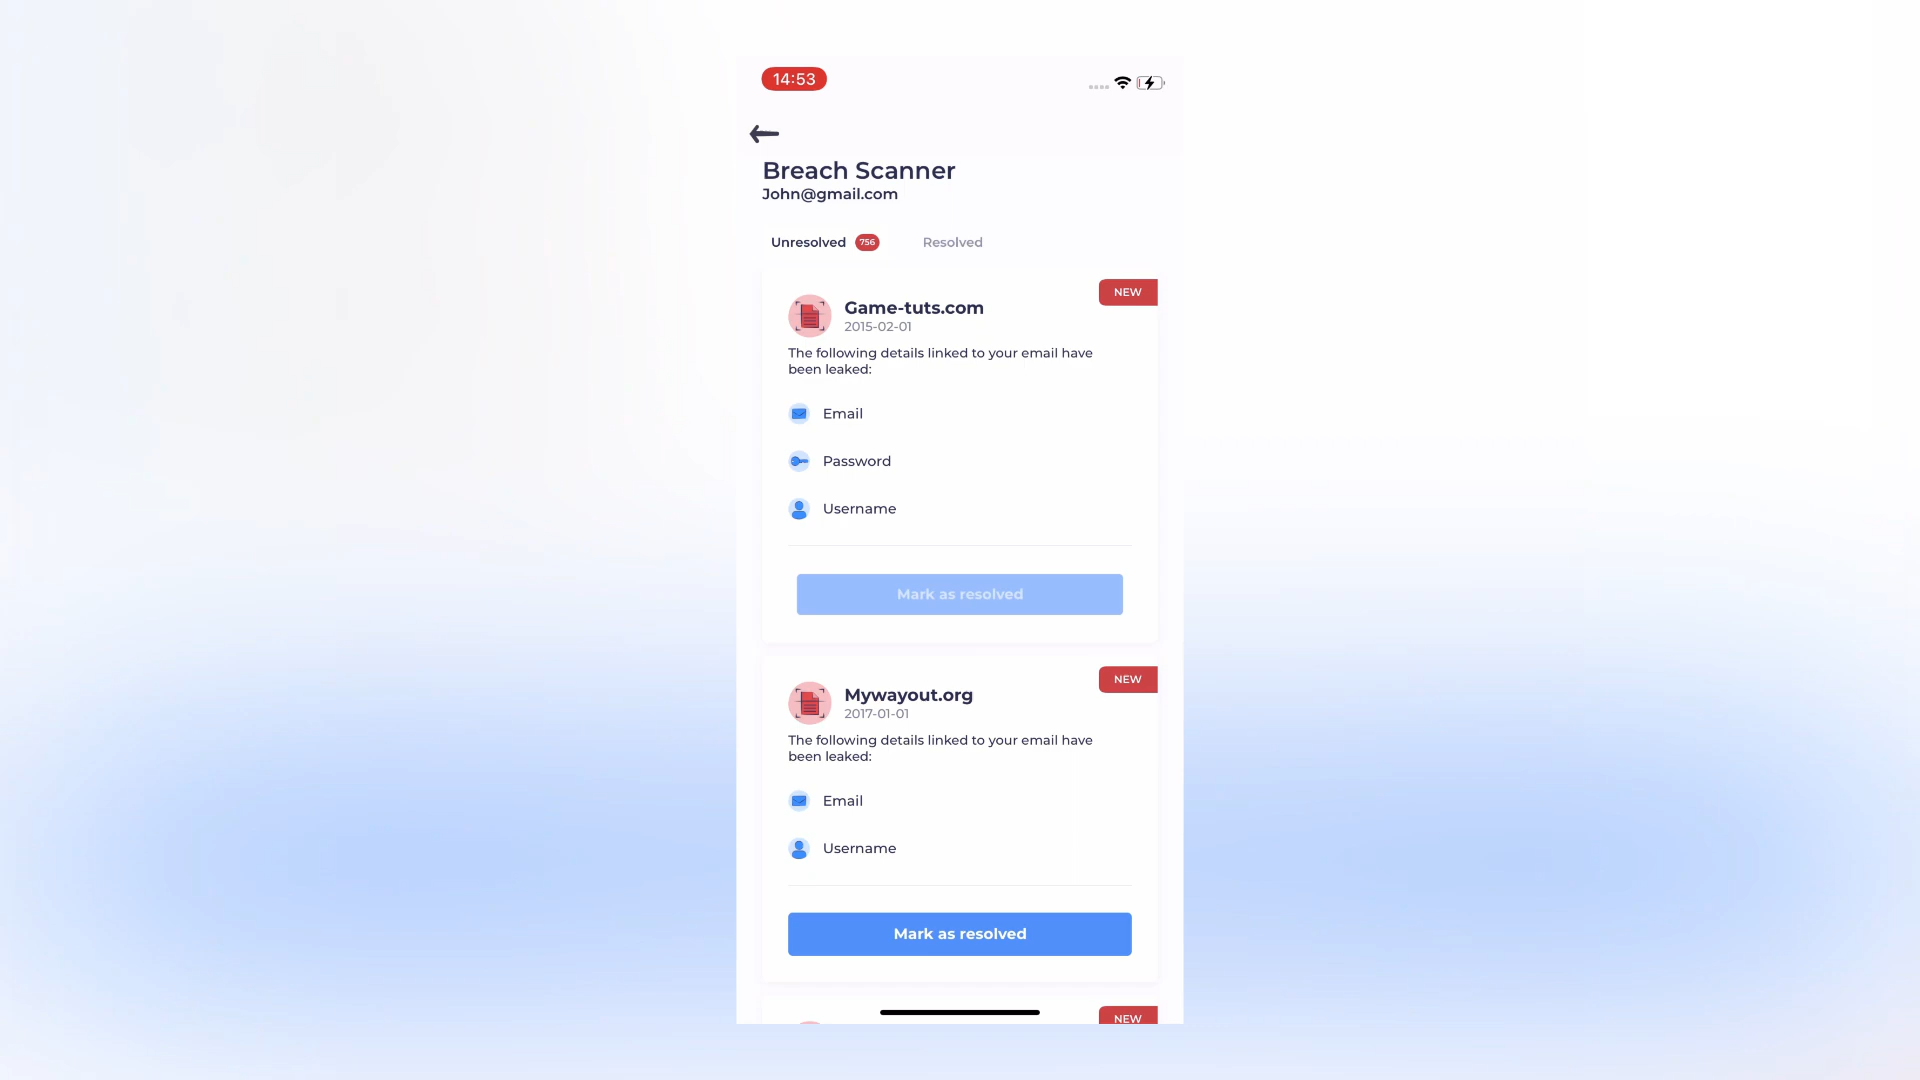 14:53
Breach Scanner
John@gmail.com
Unresolved 756 Resolved
NEW
Game-tuts.com
2015-02-01
The following details linked to your email have
been leaked:
Email
Password
Username
Mark as resolved
NEW
Mywayout.org
2017-01-01
The following details linked to your email have
been leaked:
Email
Username
Mark as resolved
NEW